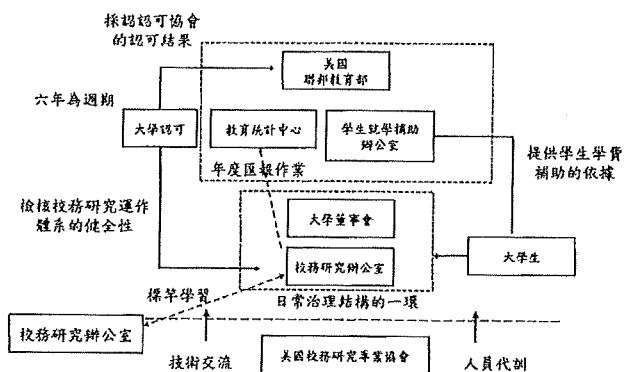 採認認可協會
的認可結果
美國
聯邦教育部
六年為週期
大學認可
教育統計中心
學生就學補助
辦公室
年度匯報作業
提供學生學費
補助的依據
檢核校務研究運作
體系的健全性
大學董事會
校務研究辦公室
大學生
標竿學習
日常治理結構的一環
校務研究辦公室
技術交流
美國校務研究專業協會
人員代訓